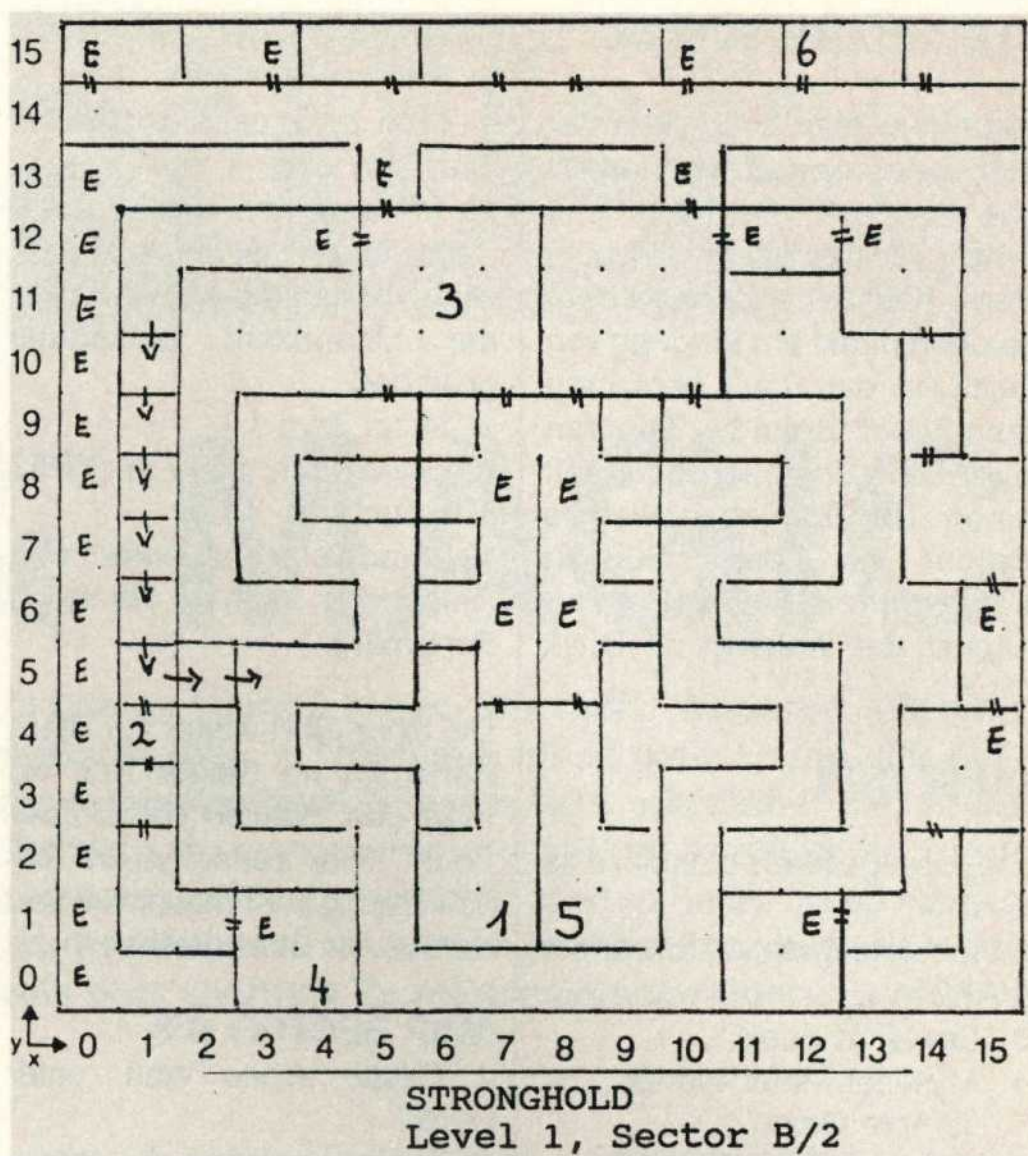 15 E E E 6
14
13 E E E
12 E E E E
11 E 3
10 E
9 E
8 E E E
7 E
6 E E E E
5 E
4 E 2 E
3 E
2 E
1 E E 1 5 E
0 E 4
y x 0 1 2 3 4 5 6 7 8 9 10 11 12 13 14 15
STRONGHOLD
Level 1, Sector B/2